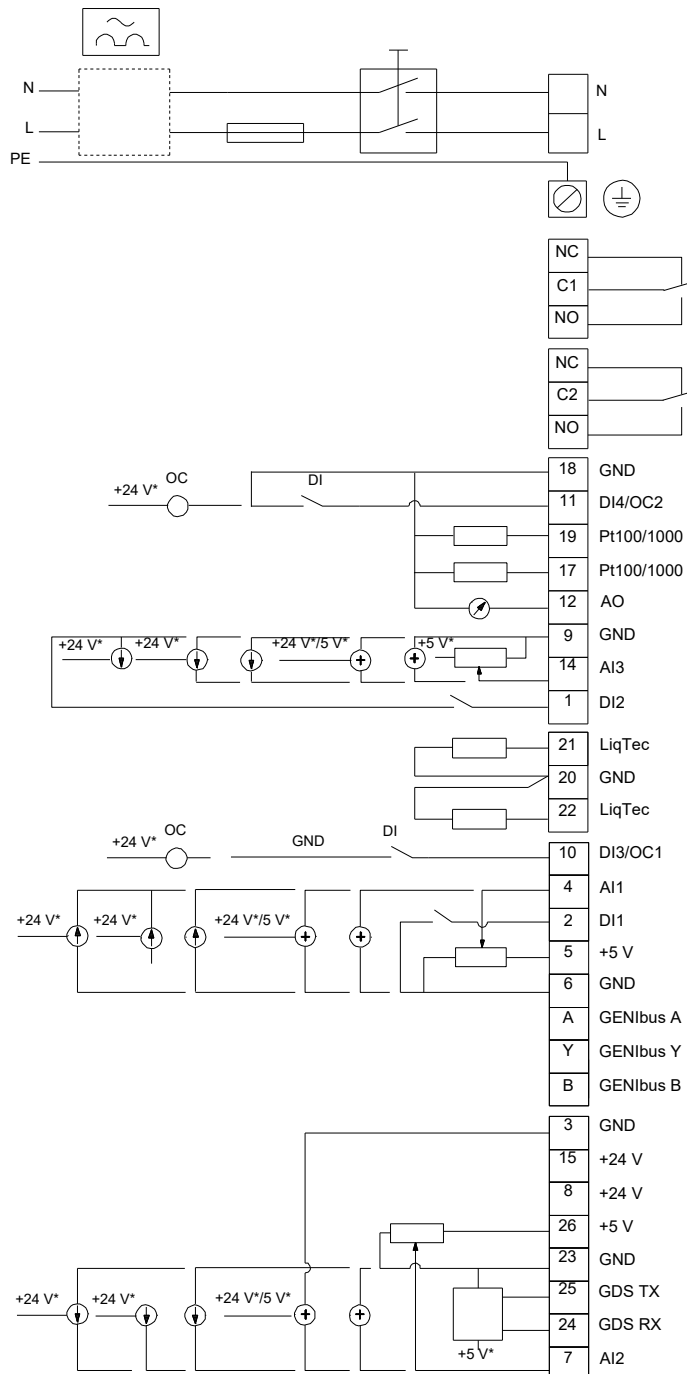 N N
L L
PE
NC
C1
NO
NC
C2
NO
18 GND
+24 V* OC DI 11 DI4/OC2
19 Pt100/1000
17 Pt100/1000
12 AO
9 GND
+24 V* +24 V* +24 V*/5 V* +5 V*
14 AI3
1 DI2
21 LiqTec
20 GND
22 LiqTec
+24 V* OC GND DI 10 DI3/OC1
4 AI1
+24 V* +24 V* +24 V*/5 V* 2 DI1
5 +5 V
6 GND
A GENIbus A
Y GENIbus Y
B GENIbus B
3 GND
15 +24 V
8 +24 V
26 +5 V
23 GND
25 GDS TX
+24 V* +24 V* +24 V*/5 V*
24 GDS RX
+5 V*
7 AI2